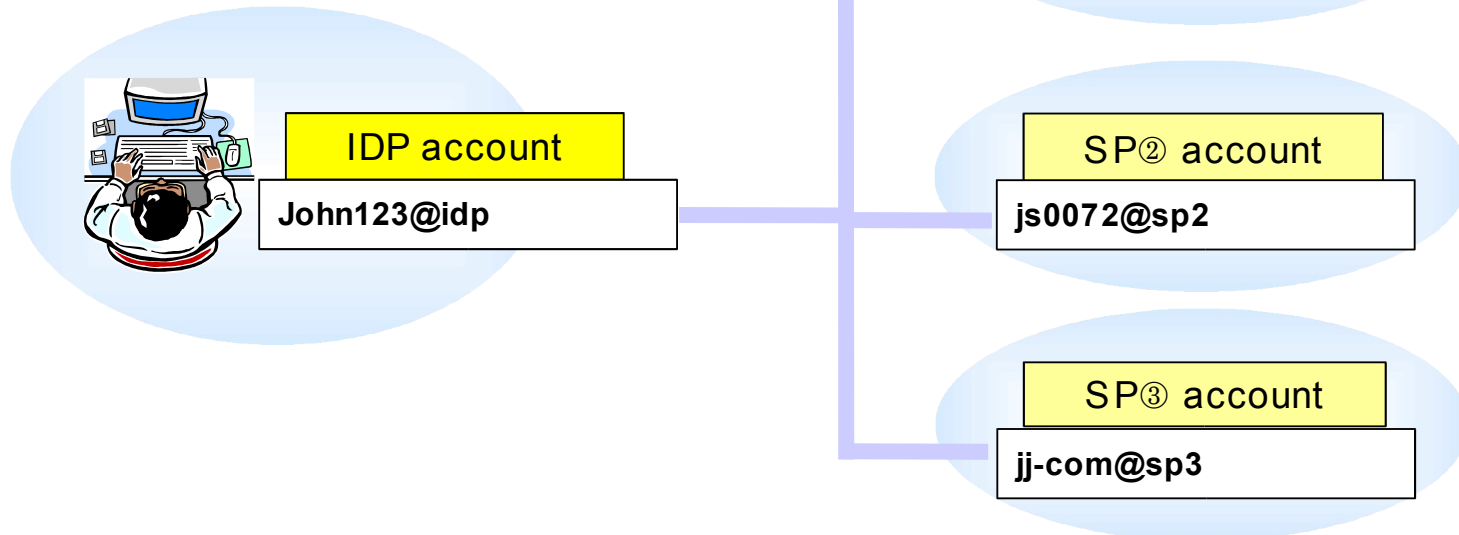 IDP account
John123@idp
SP② account
js0072@sp2
SP③ account
jj-com@sp3